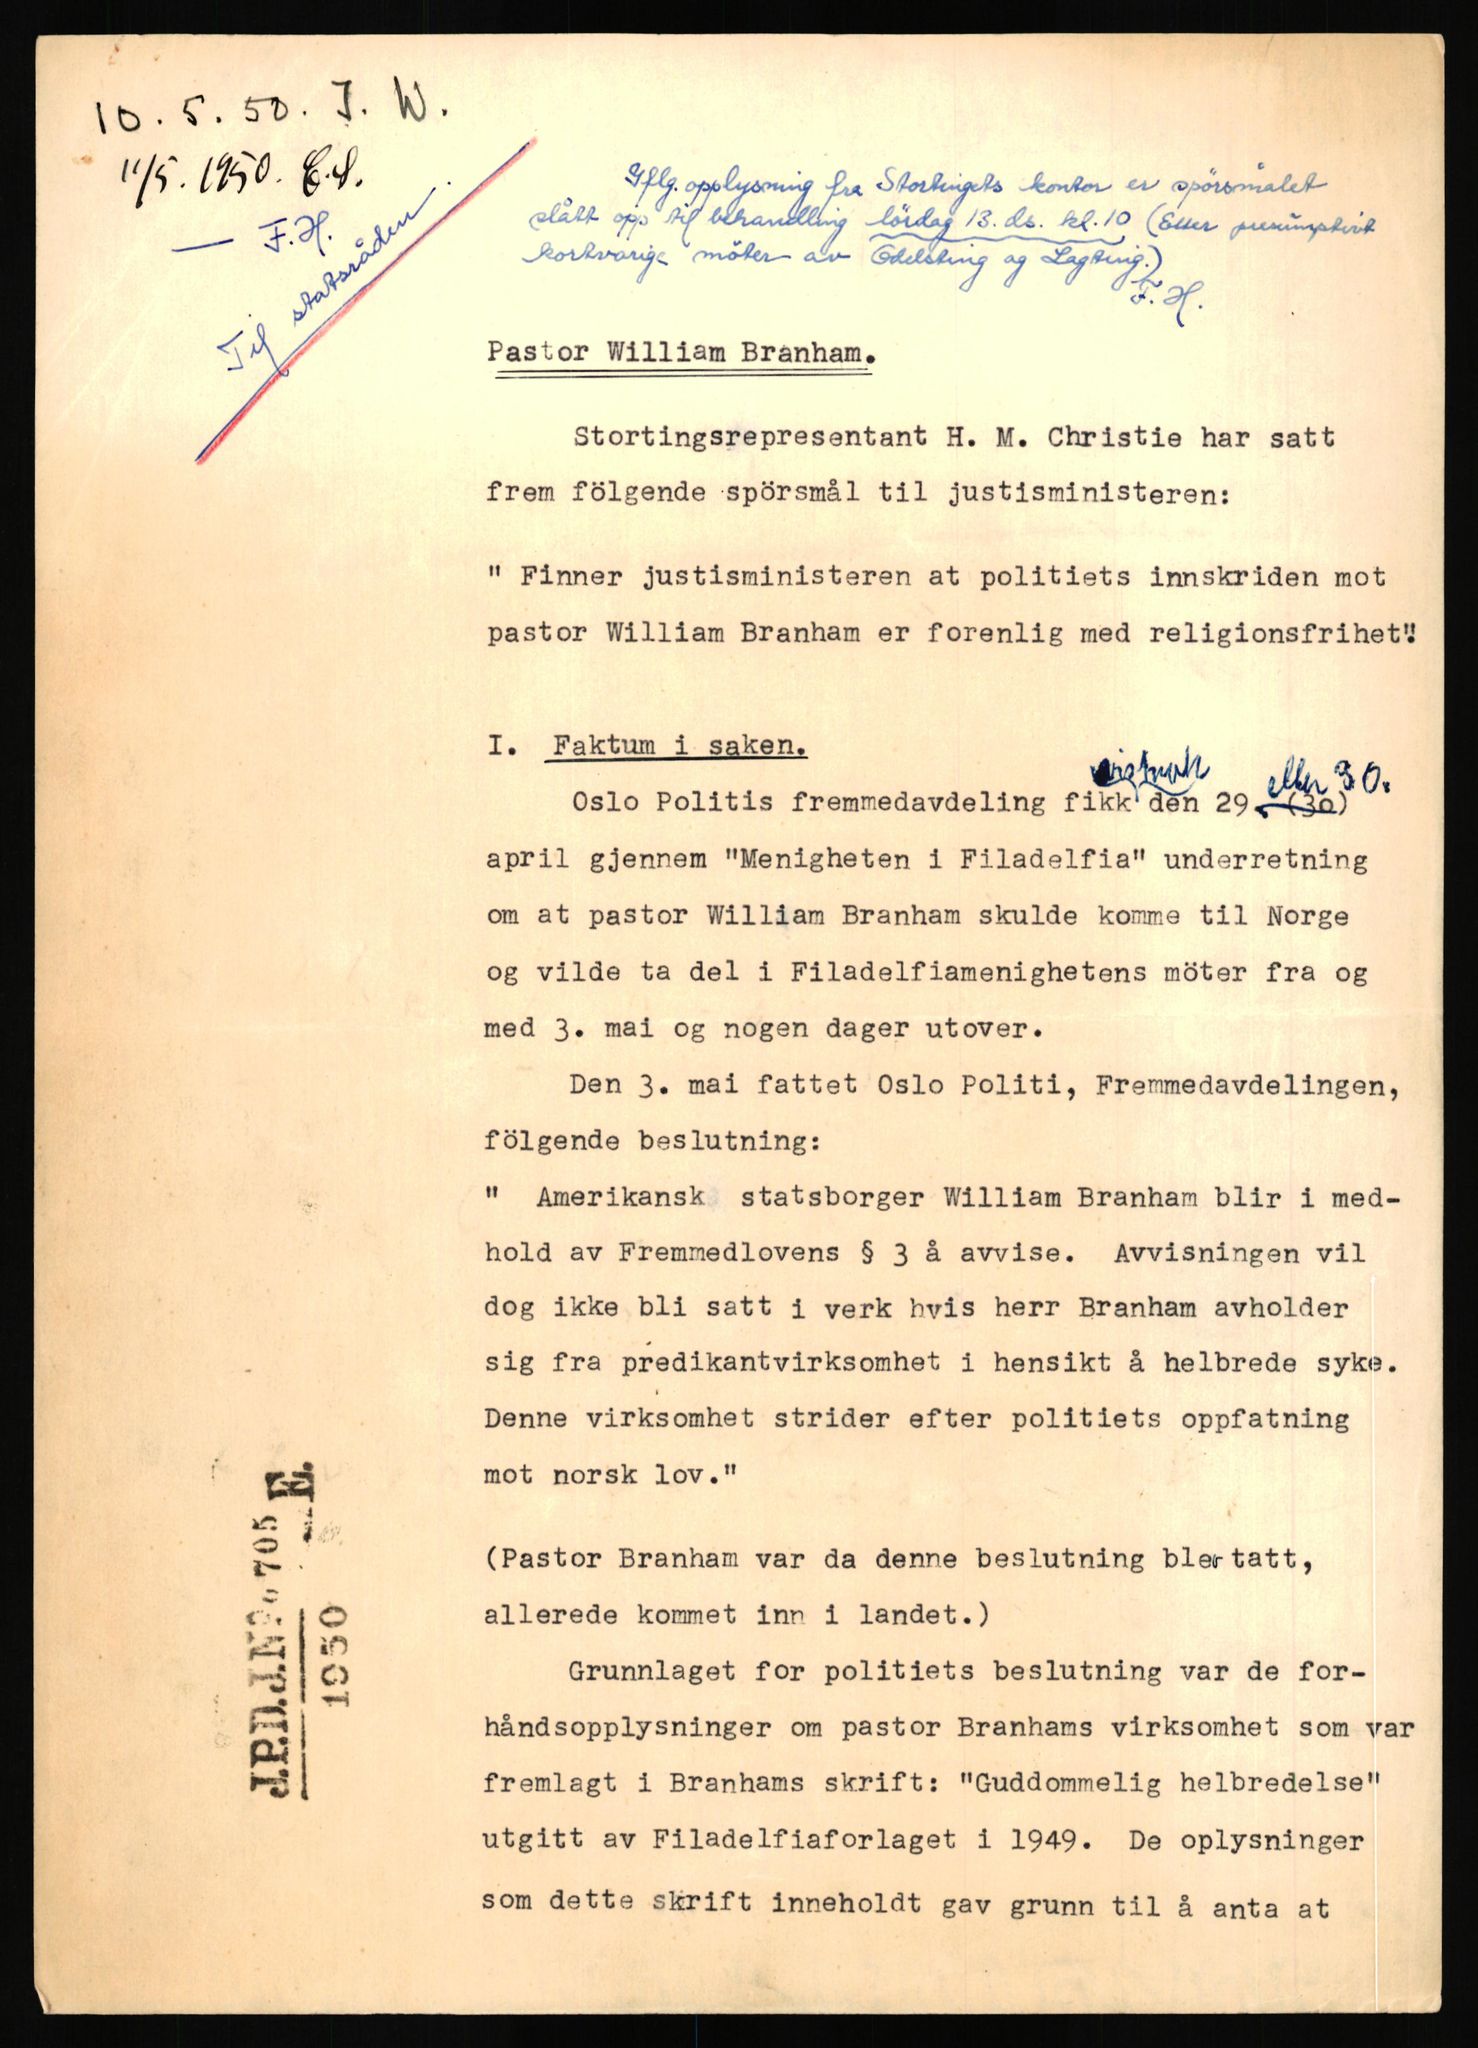 10. 5. 50. J. W.
11/5. 1950. E.S.
— F.H.
Til statsråden.
Iflg. opplysning fra Stortingets kontor er spörsmålet
slått opp til behandling lördag 13. ds. kl. 10 (Etter presumptivt
kortvarige möter av Odelsting og Lagting.)
F. H.
Pastor William Branham.
Stortingsrepresentant H. M. Christie har satt
frem fölgende spörsmål til justisministeren:
" Finner justisministeren at politiets innskriden mot
pastor William Branham er forenlig med religionsfrihet"!
I. Faktum i saken.
eller 30.
Oslo Politis fremmedavdeling fikk den 29. (30)
april gjennem "Menigheten i Filadelfia" underretning
om at pastor William Branham skulde komme til Norge
og vilde ta del i Filadelfiamenighetens möter fra og
med 3. mai og nogen dager utover.
Den 3. mai fattet Oslo Politi, Fremmedavdelingen,
fölgende beslutning:
" Amerikansk statsborger William Branham blir i med-
hold av Fremmedlovens § 3 å avvise. Avvisningen vil
dog ikke bli satt i verk hvis herr Branham avholder
sig fra predikantvirksomhet i hensikt å helbrede syke.
Denne virksomhet strider efter politiets oppfatning
mot norsk lov."
(Pastor Branham var da denne beslutning ble tatt,
allerede kommet inn i landet.)
Grunnlaget for politiets beslutning var de for-
håndsopplysninger om pastor Branhams virksomhet som var
fremlagt i Branhams skrift: "Guddommelig helbredelse"
utgitt av Filadelfiaforlaget i 1949. De oplysninger
som dette skrift inneholdt gav grunn til å anta at
J.P.D.J.No. 705 E.
1950